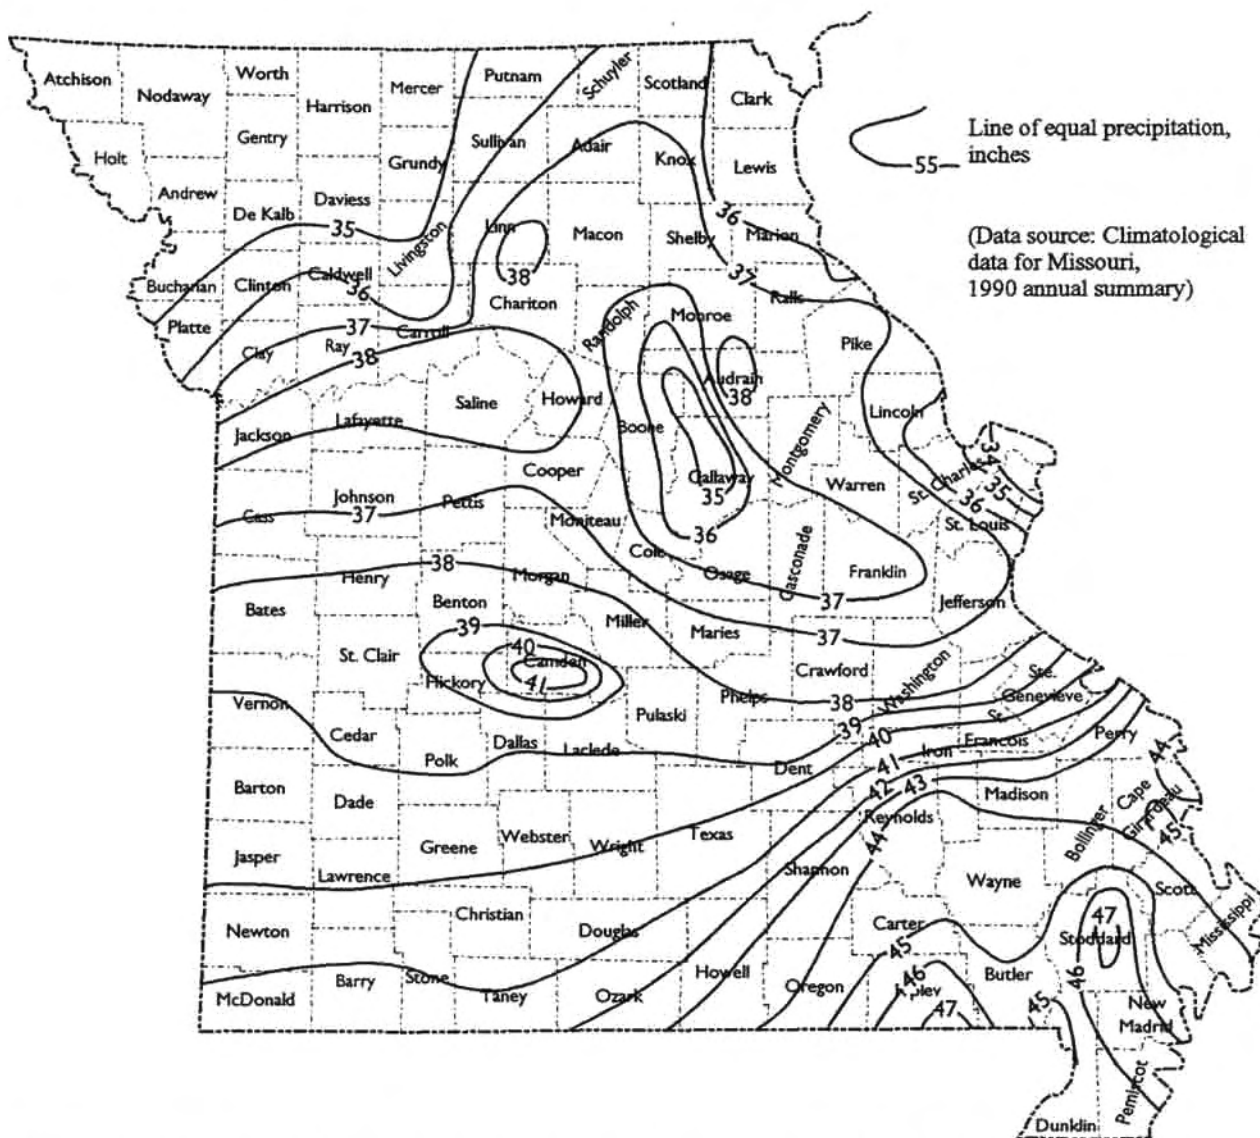 Atchison
Nodaway
Worth
Harrison
Mercer
Putnam
Schuyler
Scotland
Clark
Line of equal precipitation,
inches
55
Holt
Gentry
Grundy
Sullivan
Adair
Knox
Lewis
Andrew
De Kalb
Daviess
35
Livingston
Linn
Macon
Shelby
36
Marion
(Data source: Climatological
data for Missouri,
1990 annual summary)
Buchanan
Clinton
Caldwell
36
38
Chariton
37
Ralls
Platte
Clay
Ray
37
38
Carroll
Randolph
Monroe
Pike
Audrain
38
Jackson
Lafayette
Saline
Howard
Boone
Montgomery
Lincoln
Cooper
Callaway
35
Warren
St. Charles
34
35
36
Cass
Johnson
37
Pettis
Moniteau
36
St. Louis
Cole
Osage
Gasconade
Franklin
37
Bates
Henry
38
Morgan
Benton
39
Miller
Maries
37
Jefferson
St. Clair
40
Camden
41
Hickory
Crawford
Washington
Ste.
Genevieve
Vernon
Cedar
Polk
Dallas
Laclede
Pulaski
Phelps
38
39
40
St.
Francois
Perry
44
Dent
41
Iron
Barton
Dade
42
43
Madison
Cape
Girardeau
45
Bollinger
Jasper
Lawrence
Greene
Webster
Wright
Texas
Shannon
Reynolds
44
Wayne
Scott
Mississippi
Newton
Christian
Douglas
Carter
45
47
Stoddard
McDonald
Barry
Stone
Taney
Ozark
Howell
Oregon
46
47
Butler
45
46
New
Madrid
Pemiscot
Dunklin